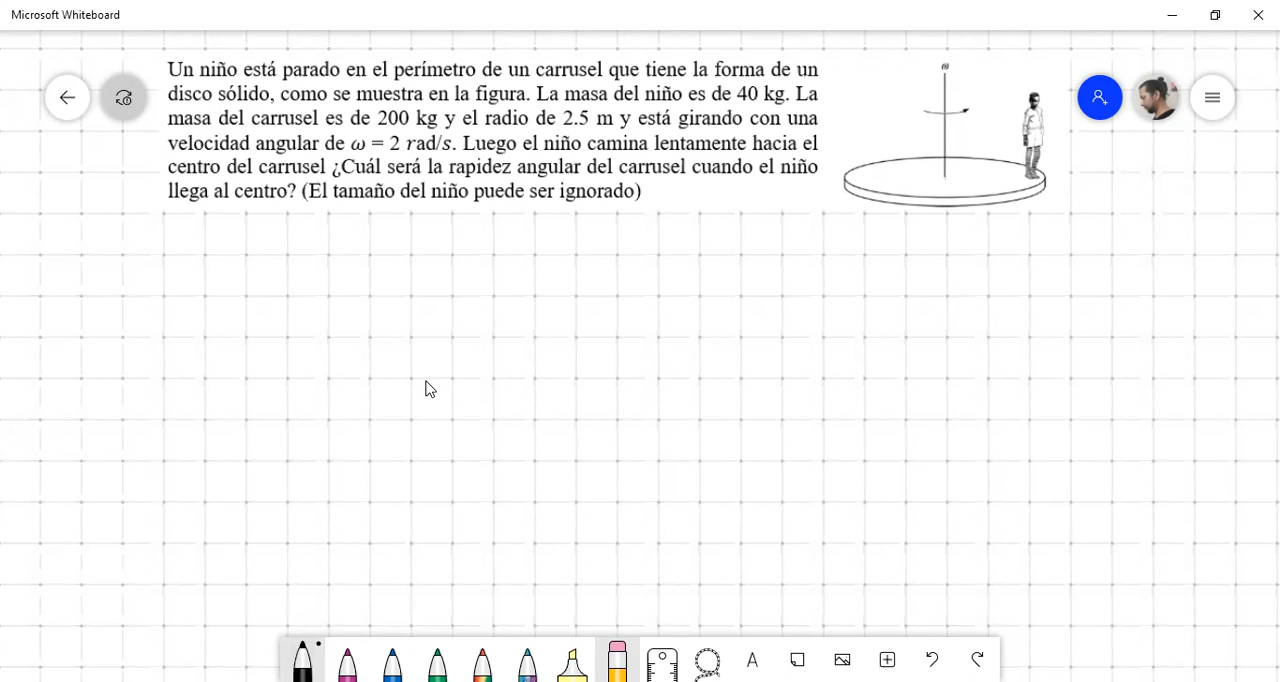 Microsoft Whiteboard
Un niño está parado en el perímetro de un carrusel que tiene la forma de un
disco sólido, como se muestra en la figura. La masa del niño es de 40 kg. La
masa del carrusel es de 200 kg y el radio de 2.5 m y está girando con una
velocidad angular de ω = 2 rad/s. Luego el niño camina lentamente hacia el
centro del carrusel ¿Cuál será la rapidez angular del carrusel cuando el niño
llega al centro? (El tamaño del niño puede ser ignorado)
ω
A